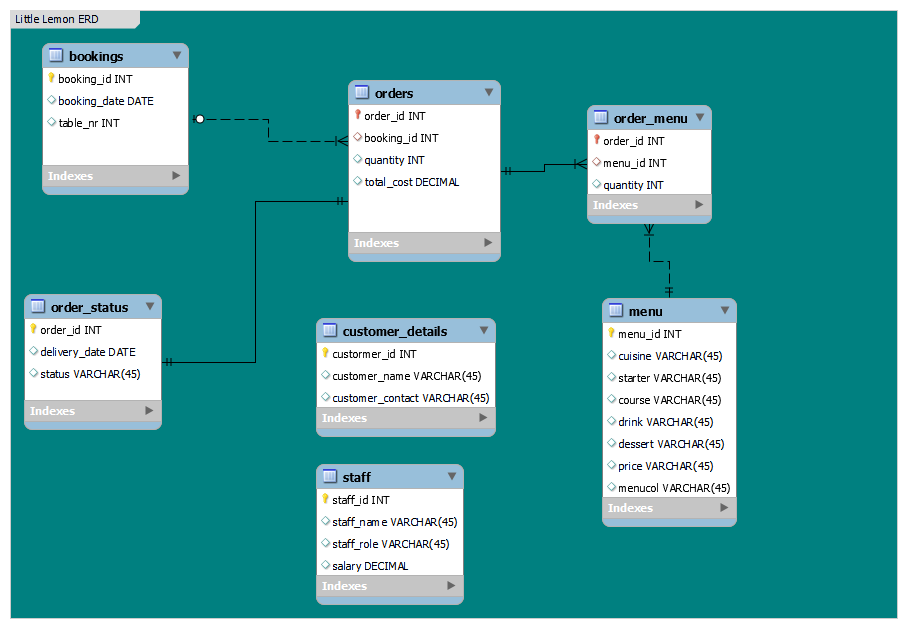 Little Lemon ERD
bookings
booking_id INT
booking_date DATE
table_nr INT
Indexes
orders
order_id INT
booking_id INT
quantity INT
total_cost DECIMAL
Indexes
order_menu
order_id INT
menu_id INT
quantity INT
Indexes
order_status
order_id INT
delivery_date DATE
status VARCHAR(45)
Indexes
customer_details
custormer_id INT
customer_name VARCHAR(45)
customer_contact VARCHAR(45)
Indexes
menu
menu_id INT
cuisine VARCHAR(45)
starter VARCHAR(45)
course VARCHAR(45)
drink VARCHAR(45)
dessert VARCHAR(45)
price VARCHAR(45)
menucol VARCHAR(45)
Indexes
staff
staff_id INT
staff_name VARCHAR(45)
staff_role VARCHAR(45)
salary DECIMAL
Indexes